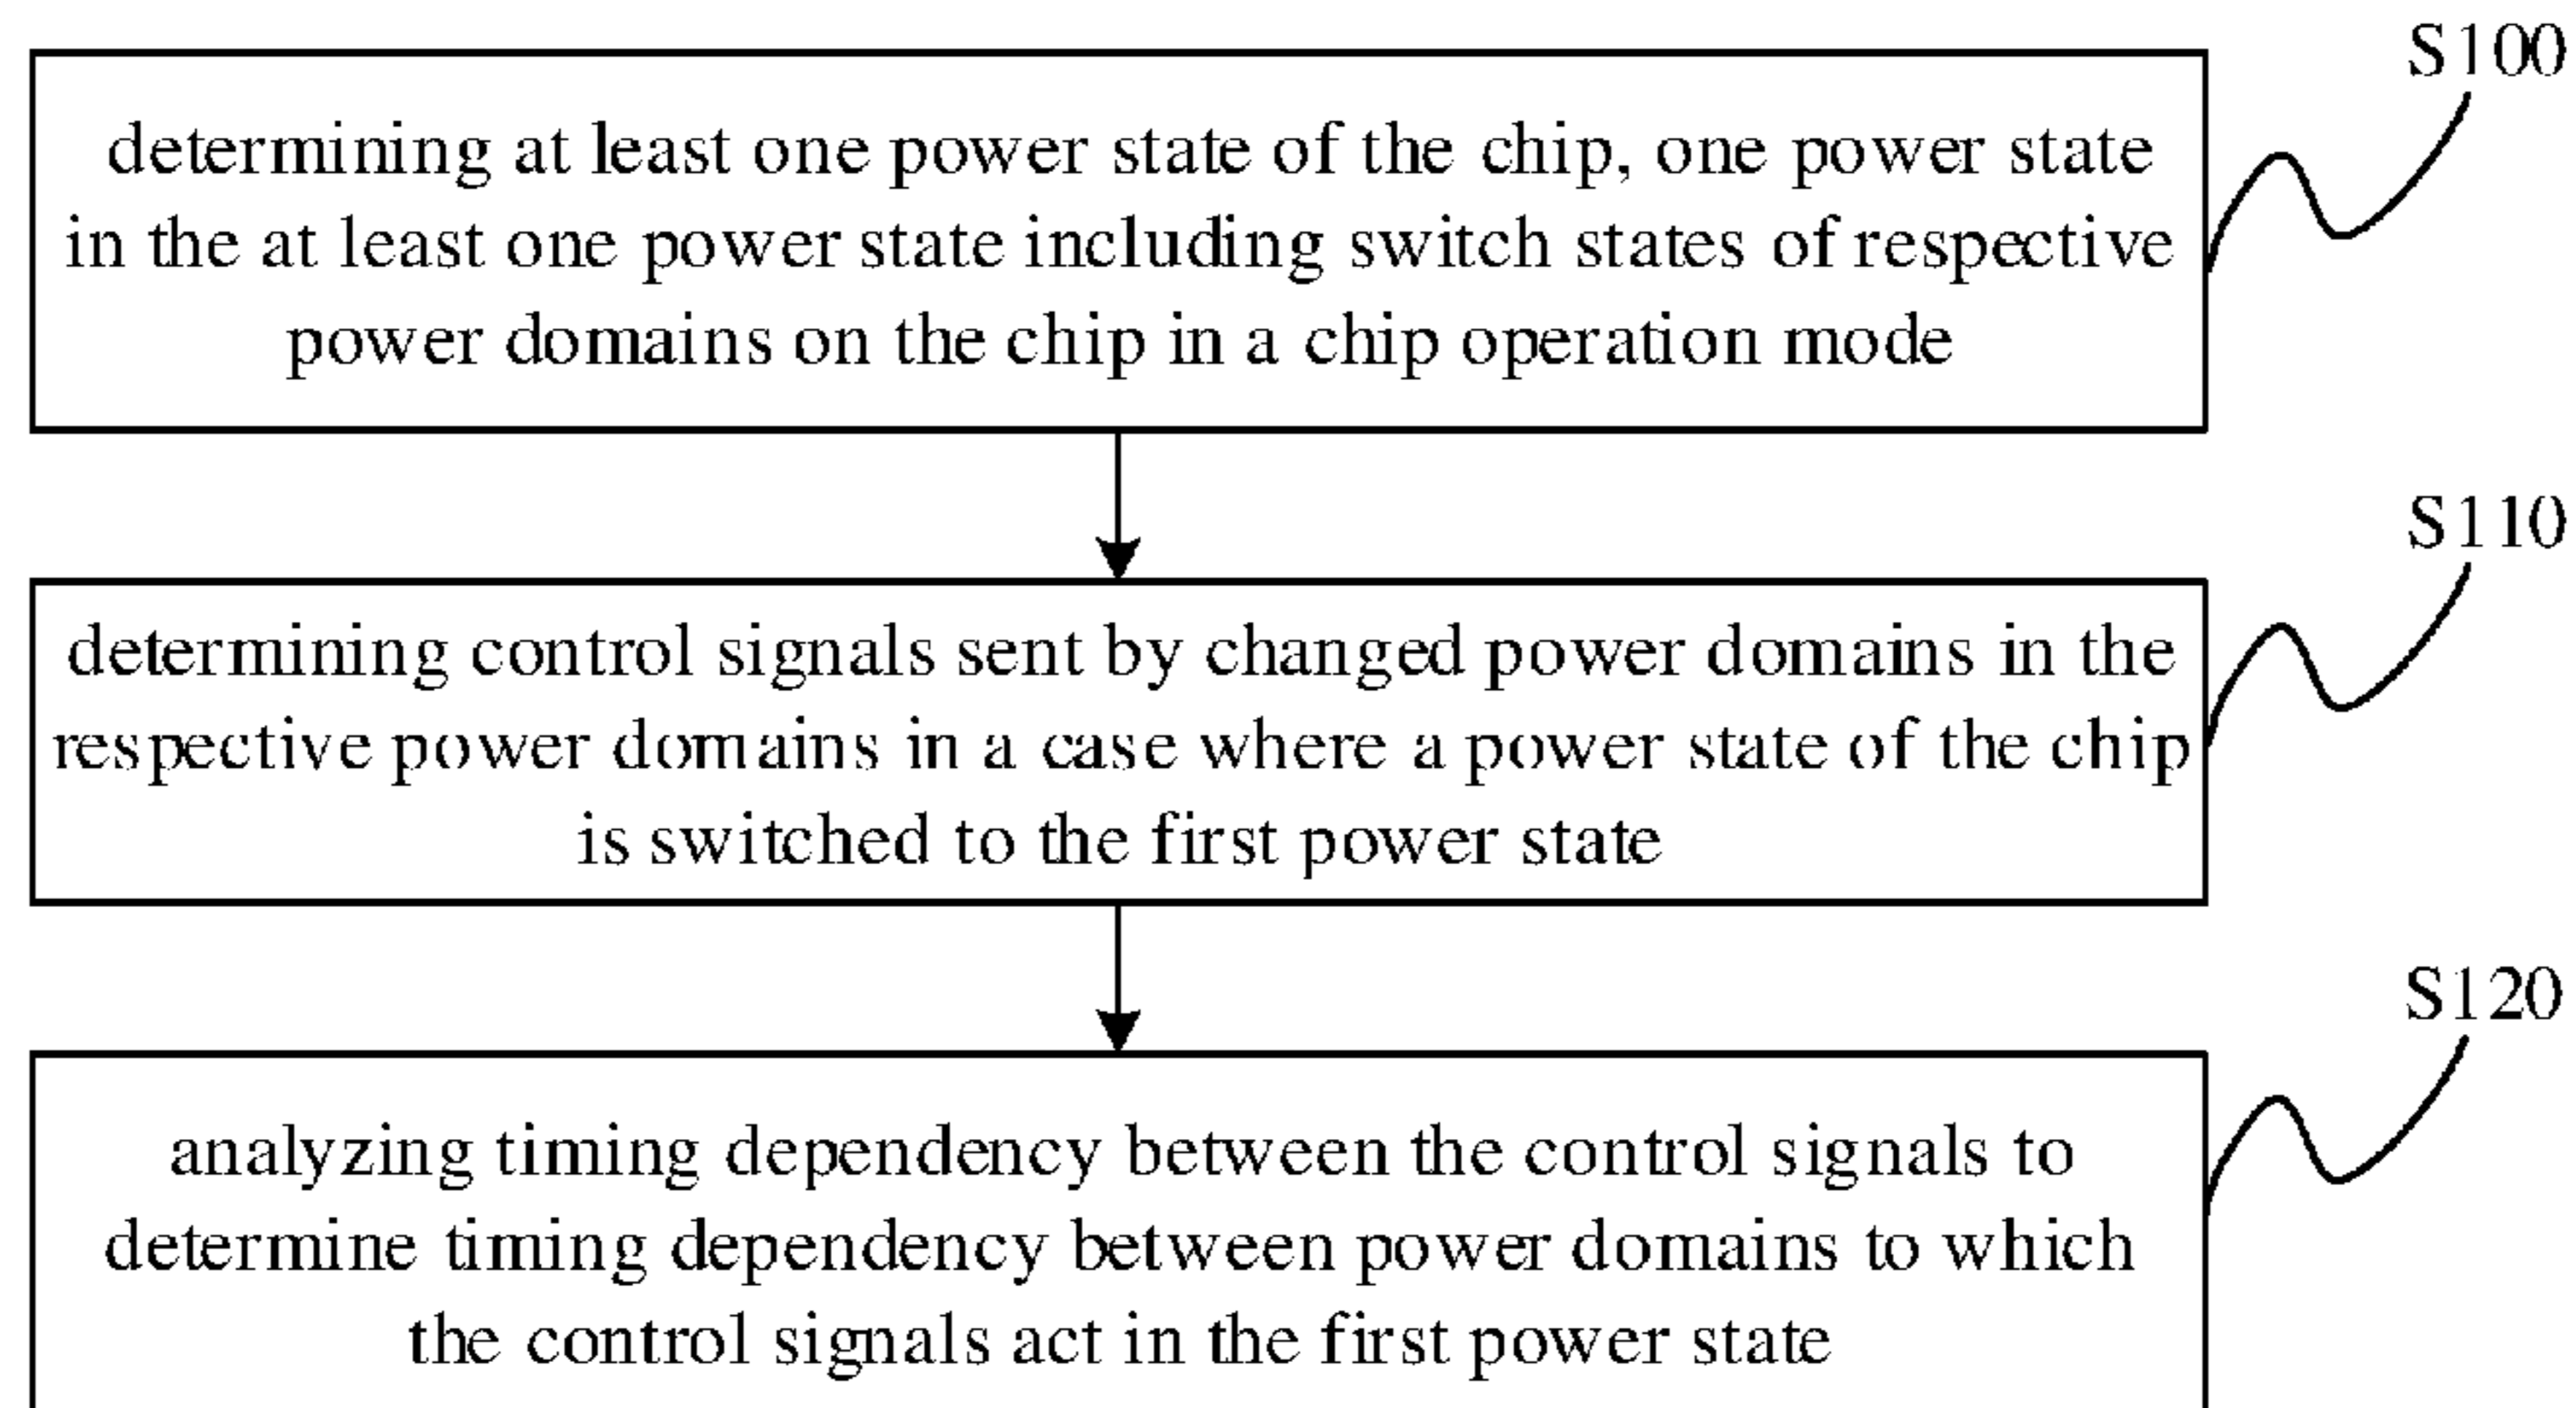 S100
determining at least one power state of the chip, one power state
in the at least one power state including switch states of respective
power domains on the chip in a chip operation mode
S110
determining control signals sent by changed power domains in the
respective power domains in a case where a power state of the chip
is switched to the first power state
S120
analyzing timing dependency between the control signals to
determine timing dependency between power domains to which
the control signals act in the first power state